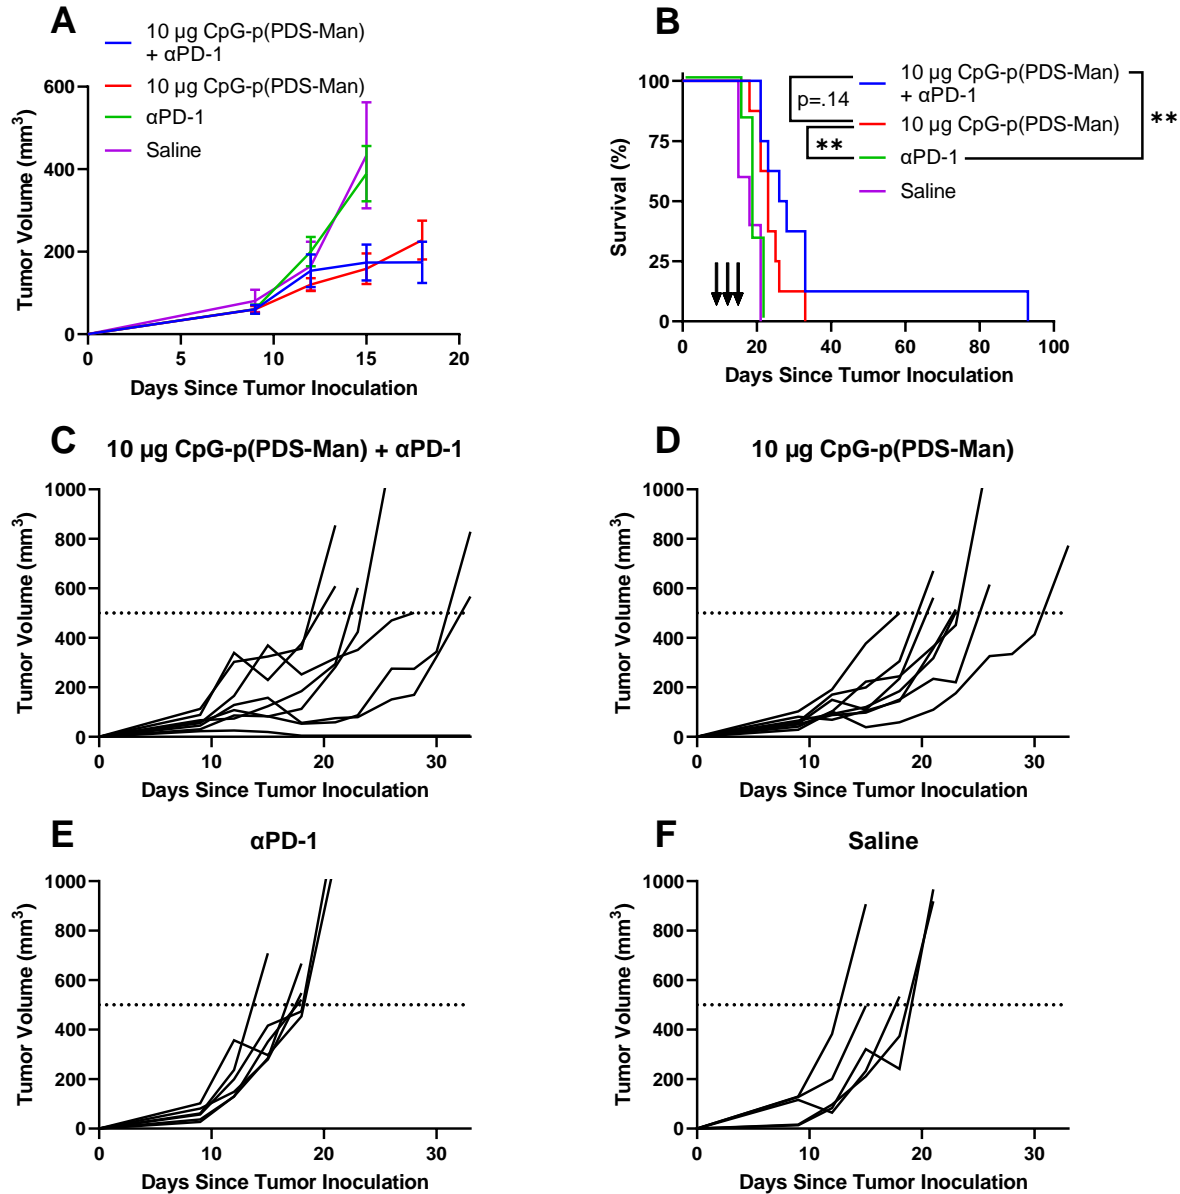 A
10 µg CpG-p(PDS-Man)
+ αPD-1
10 µg CpG-p(PDS-Man)
αPD-1
Saline
Tumor Volume (mm³)
600
400
200
0
0 5 10 15 20
Days Since Tumor Inoculation
B
10 µg CpG-p(PDS-Man)
+ αPD-1
p=.14
10 µg CpG-p(PDS-Man)
**
**
αPD-1
Saline
Survival (%)
100
75
50
25
0
0 20 40 60 80 100
Days Since Tumor Inoculation
C
10 µg CpG-p(PDS-Man) + αPD-1
Tumor Volume (mm³)
1000
800
600
400
200
0
0 10 20 30
Days Since Tumor Inoculation
D
10 µg CpG-p(PDS-Man)
Tumor Volume (mm³)
1000
800
600
400
200
0
0 10 20 30
Days Since Tumor Inoculation
E
αPD-1
Tumor Volume (mm³)
1000
800
600
400
200
0
0 10 20 30
Days Since Tumor Inoculation
F
Saline
Tumor Volume (mm³)
1000
800
600
400
200
0
0 10 20 30
Days Since Tumor Inoculation